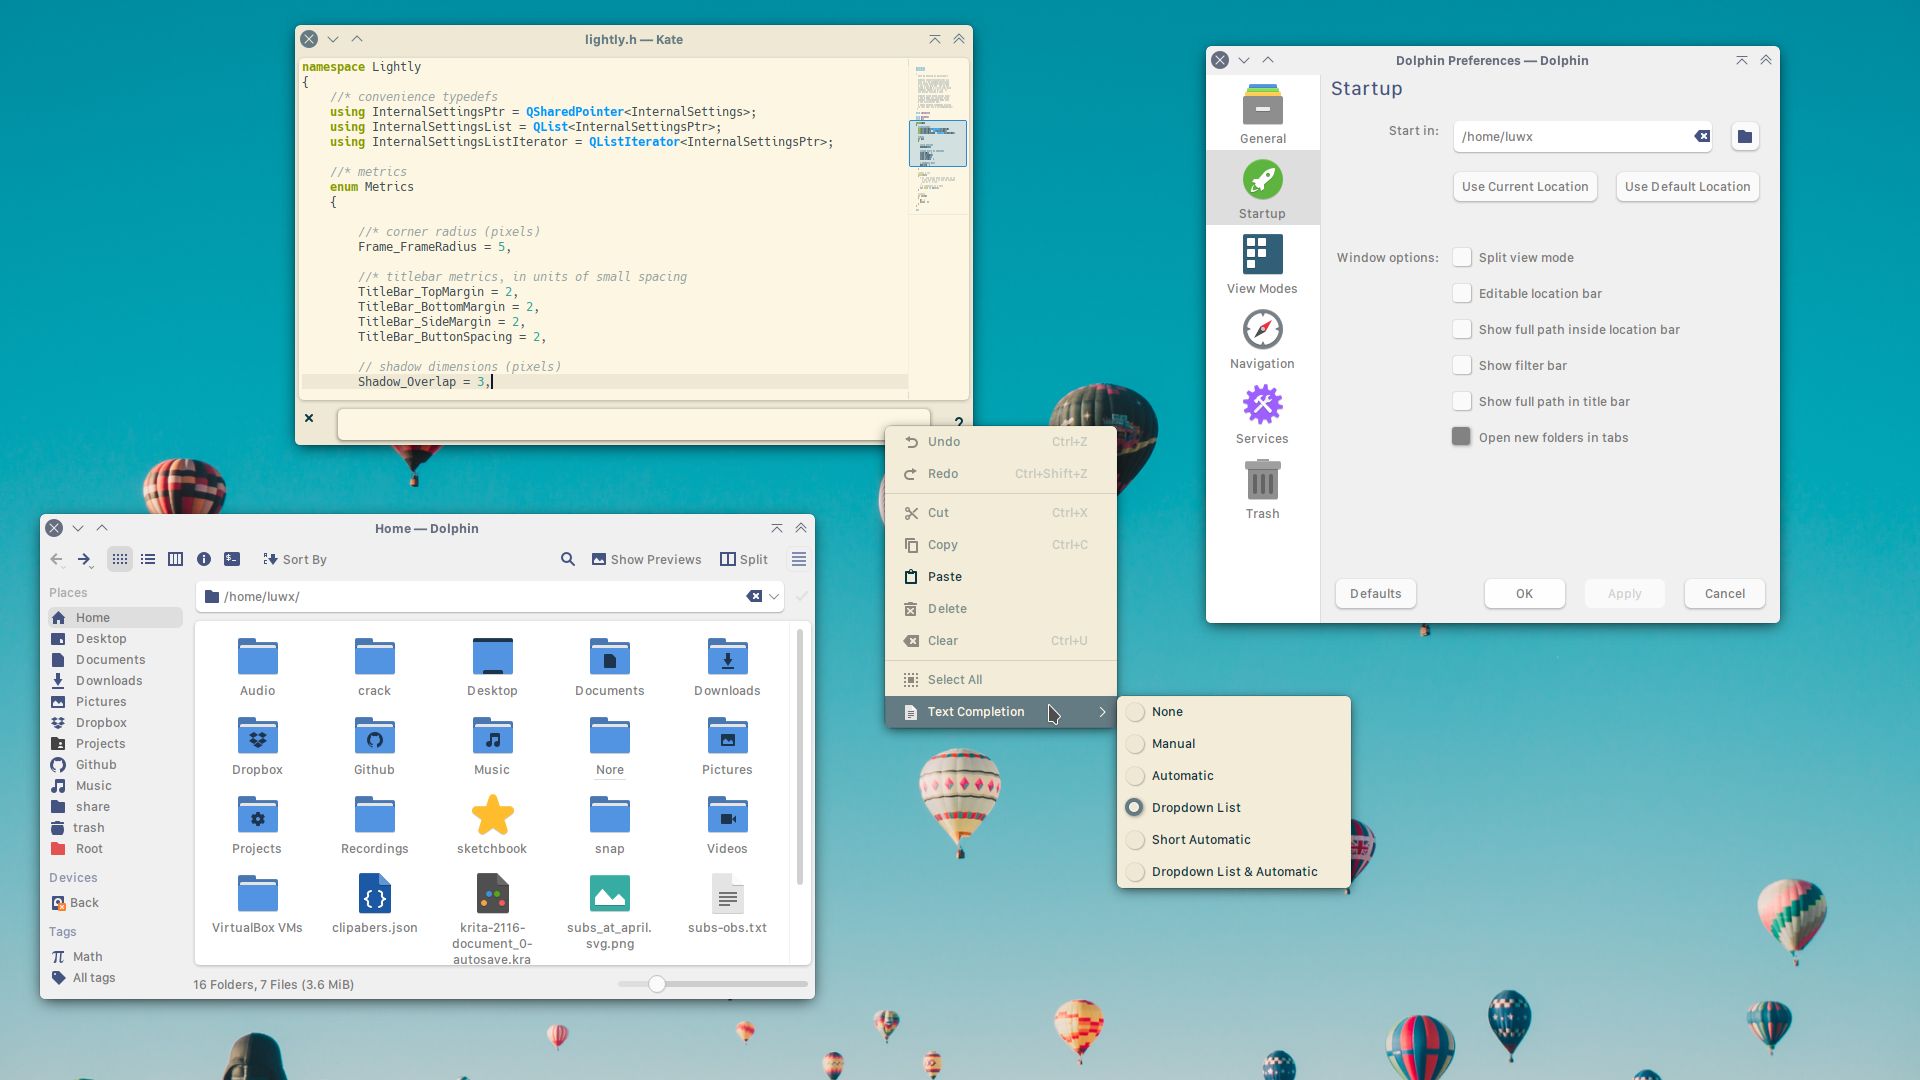 lightly.h — Kate
namespace Lightly
{
//* convenience typedefs
using InternalSettingsPtr = QSharedPointer<InternalSettings>;
using InternalSettingsList = QList<InternalSettingsPtr>;
using InternalSettingsListIterator = QListIterator<InternalSettingsPtr>;
//* metrics
enum Metrics
{
//* corner radius (pixels)
Frame_FrameRadius = 5,
//* titlebar metrics, in units of small spacing
TitleBar_TopMargin = 2,
TitleBar_BottomMargin = 2,
TitleBar_SideMargin = 2,
TitleBar_ButtonSpacing = 2,
// shadow dimensions (pixels)
Shadow_Overlap = 3,
Undo Ctrl+Z
Redo Ctrl+Shift+Z
Cut Ctrl+X
Copy Ctrl+C
Paste
Delete
Clear Ctrl+U
Select All
Text Completion
None
Manual
Automatic
Dropdown List
Short Automatic
Dropdown List & Automatic
Dolphin Preferences — Dolphin
General
Startup
View Modes
Navigation
Services
Trash
Startup
Start in: /home/luwx
Use Current Location Use Default Location
Window options: Split view mode
Editable location bar
Show full path inside location bar
Show filter bar
Show full path in title bar
Open new folders in tabs
Defaults OK Apply Cancel
Home — Dolphin
Sort By Show Previews Split
Places
Home
Desktop
Documents
Downloads
Pictures
Dropbox
Projects
Github
Music
share
trash
Root
Devices
Back
Tags
Math
All tags
/home/luwx/
Audio crack Desktop Documents Downloads
Dropbox Github Music Nore Pictures
Projects Recordings sketchbook snap Videos
VirtualBox VMs clipabers.json krita-2116-document_0-autosave.kra subs_at_april.svg.png subs-obs.txt
16 Folders, 7 Files (3.6 MiB)